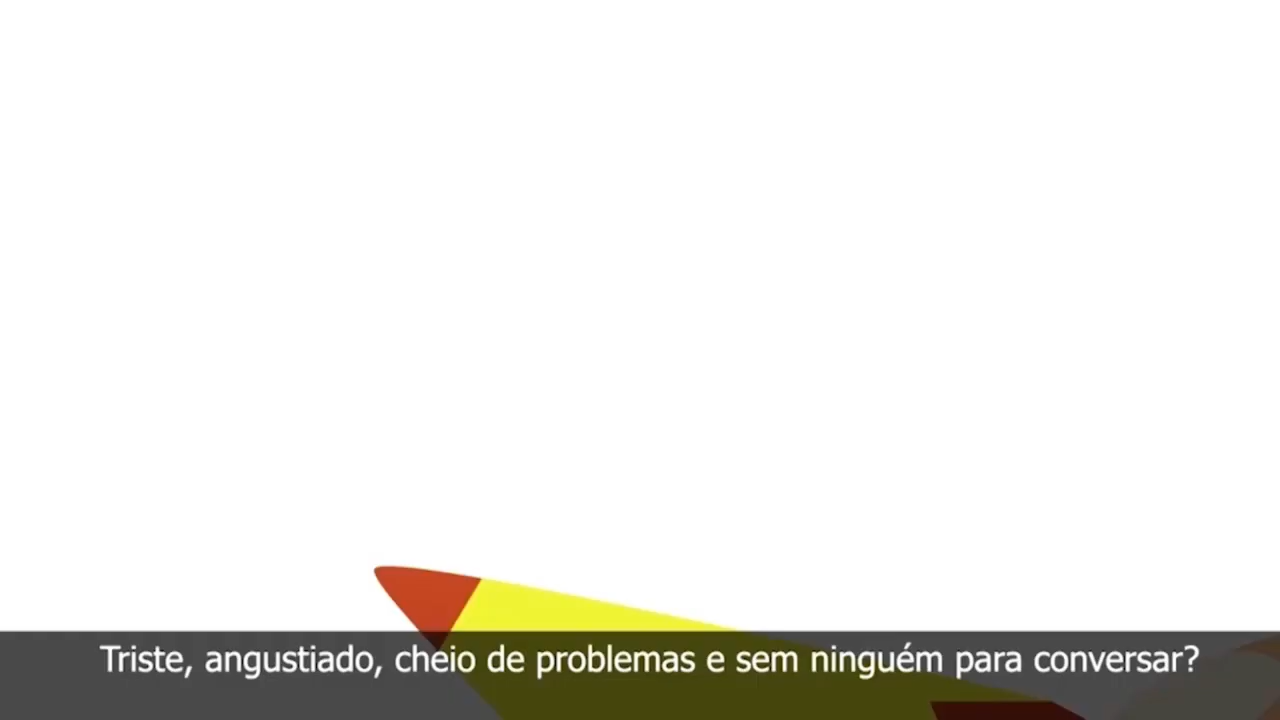 Triste, angustiado, cheio de problemas e sem ninguém para conversar?